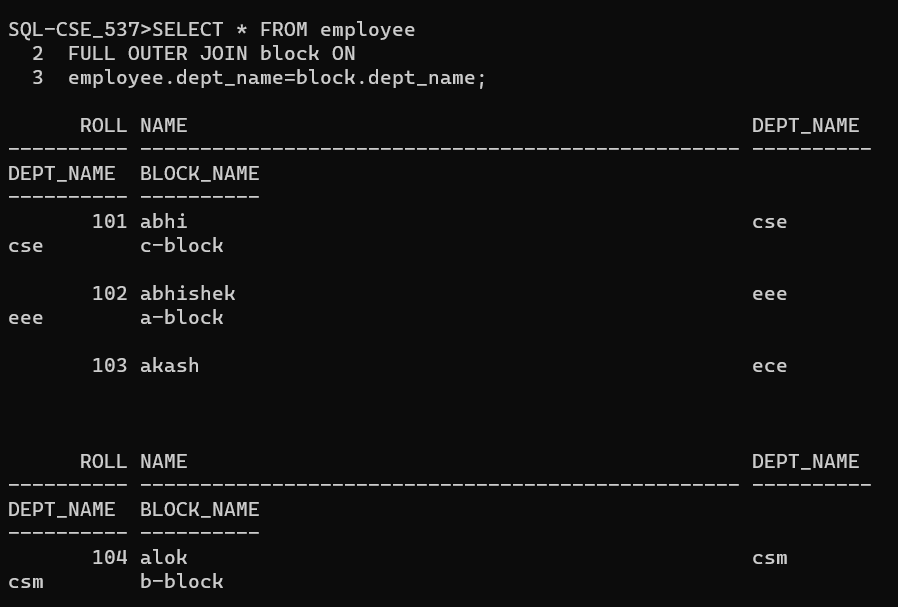 SQL-CSE_537>SELECT * FROM employee
  2  FULL OUTER JOIN block ON
  3  employee.dept_name=block.dept_name;

      ROLL NAME                                               DEPT_NAME
---------- -------------------------------------------------- ----------
DEPT_NAME  BLOCK_NAME
---------- ----------
       101 abhi                                               cse
cse        c-block

       102 abhishek                                           eee
eee        a-block

       103 akash                                              ece


      ROLL NAME                                               DEPT_NAME
---------- -------------------------------------------------- ----------
DEPT_NAME  BLOCK_NAME
---------- ----------
       104 alok                                               csm
csm        b-block